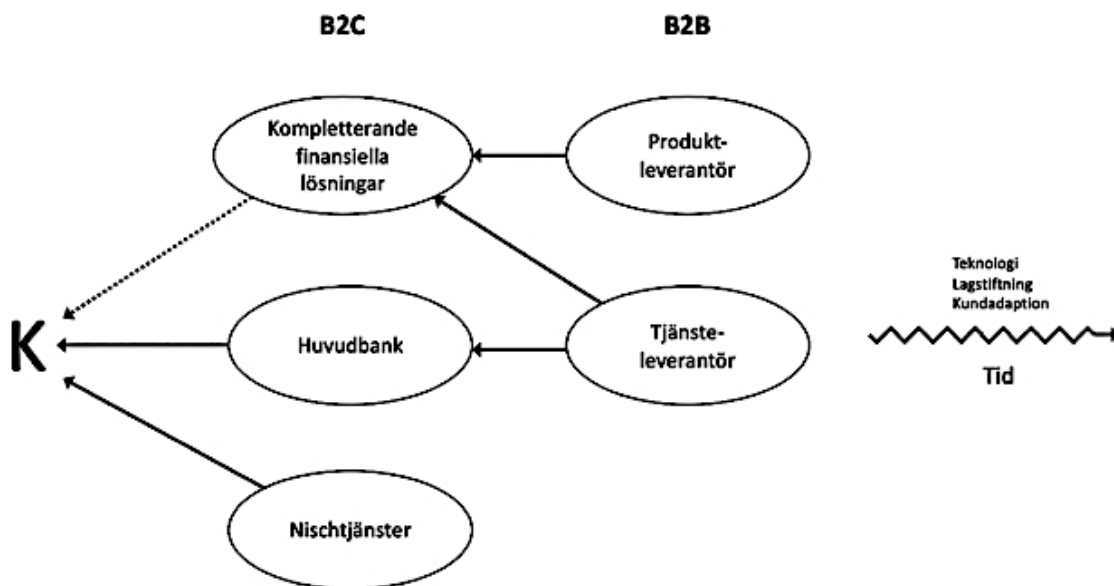 B2C
B2B
Kompletterande
finansiella
lösningar
Produkt-
leverantör
Teknologi
Lagstiftning
Kundadaption
K
Huvudbank
Tjänste-
leverantör
Tid
Nischtjänster